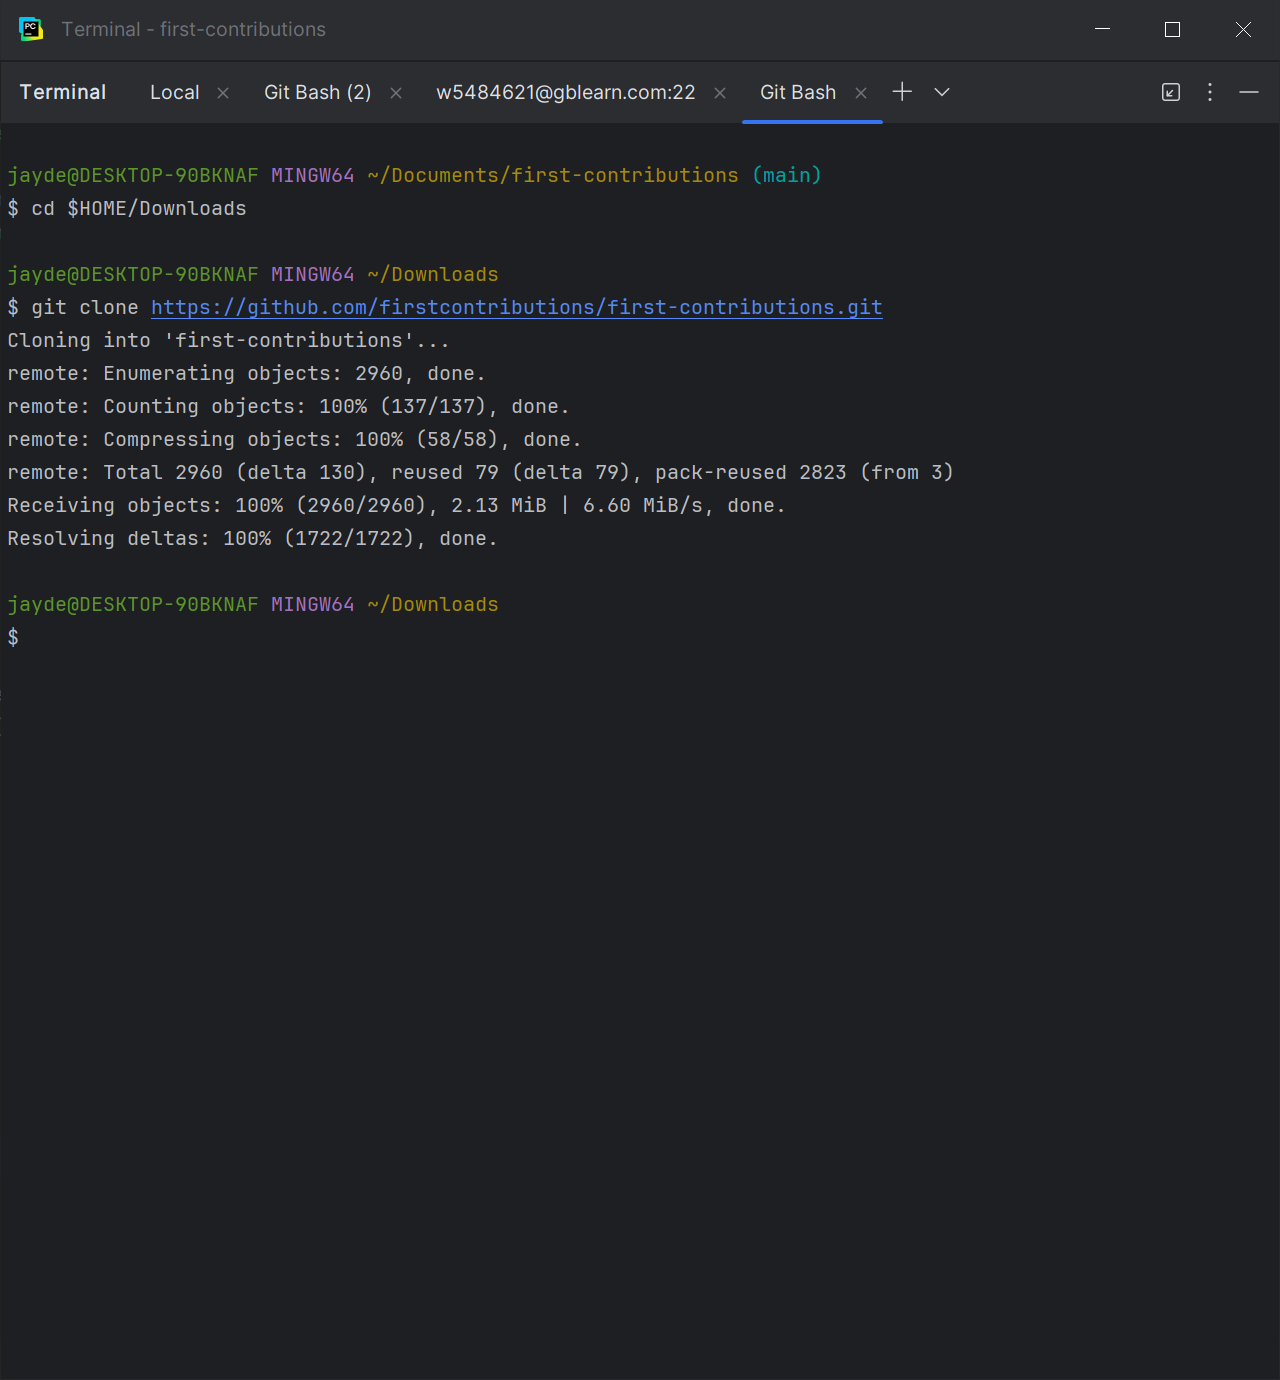 PC
Terminal - first-contributions
Terminal Local Git Bash (2) w5484621@gblearn.com:22 Git Bash
jayde@DESKTOP-90BKNAF MINGW64 ~/Documents/first-contributions (main)
$ cd $HOME/Downloads
jayde@DESKTOP-90BKNAF MINGW64 ~/Downloads
$ git clone https://github.com/firstcontributions/first-contributions.git
Cloning into 'first-contributions'...
remote: Enumerating objects: 2960, done.
remote: Counting objects: 100% (137/137), done.
remote: Compressing objects: 100% (58/58), done.
remote: Total 2960 (delta 130), reused 79 (delta 79), pack-reused 2823 (from 3)
Receiving objects: 100% (2960/2960), 2.13 MiB | 6.60 MiB/s, done.
Resolving deltas: 100% (1722/1722), done.
jayde@DESKTOP-90BKNAF MINGW64 ~/Downloads
$